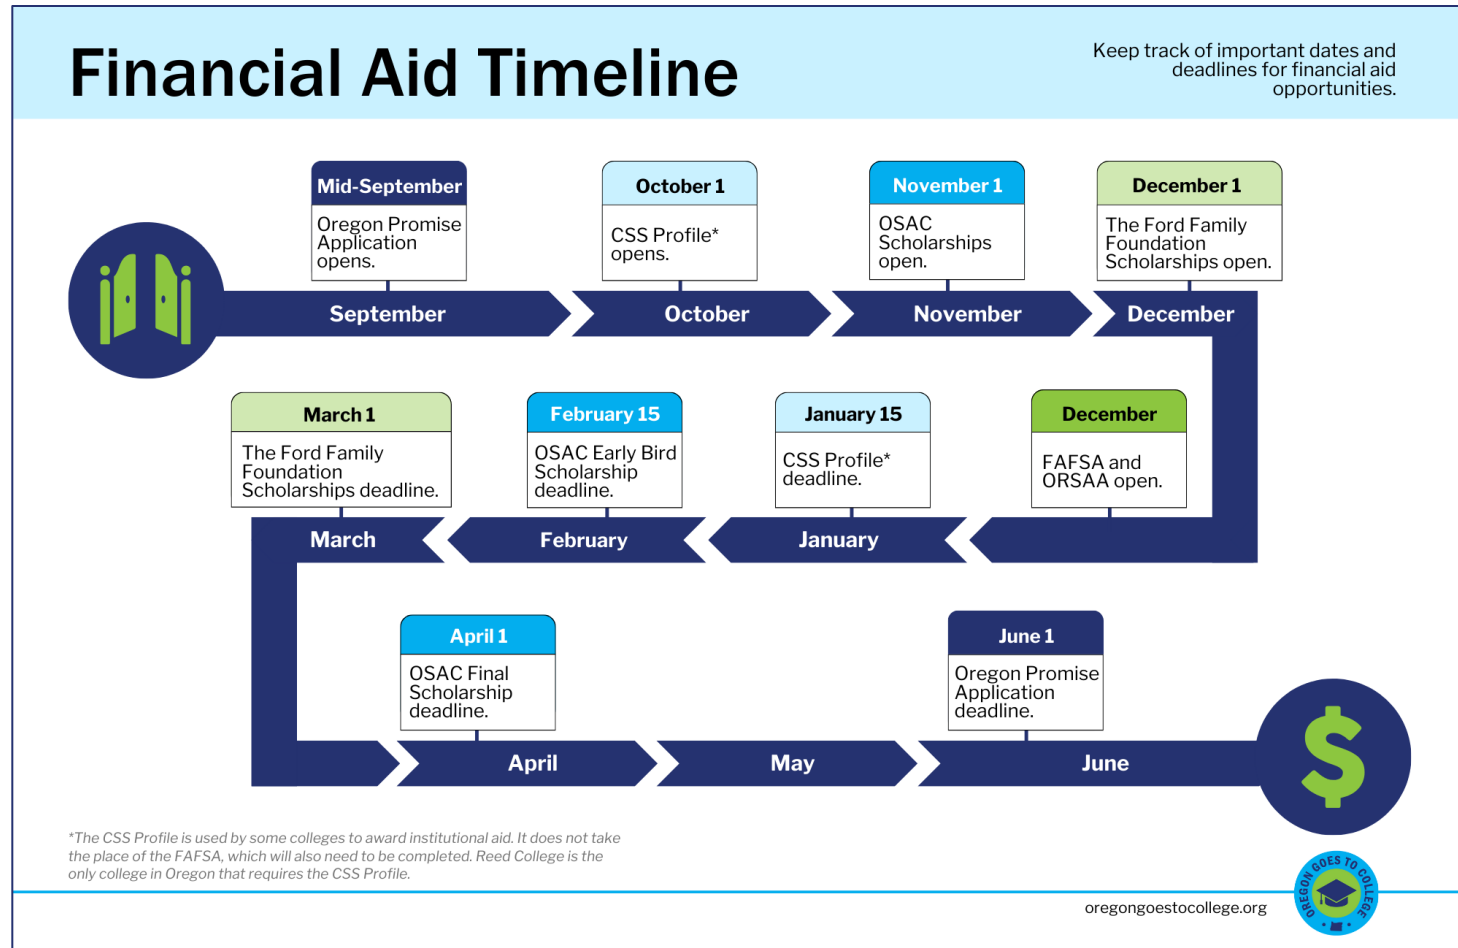 Financial Aid Timeline
Keep track of important dates and
deadlines for financial aid
opportunities.
Mid-September
Oregon Promise
Application
opens.
October 1
CSS Profile*
opens.
November 1
OSAC
Scholarships
open.
December 1
The Ford Family
Foundation
Scholarships open.
September
October
November
December
March 1
The Ford Family
Foundation
Scholarships deadline.
February 15
OSAC Early Bird
Scholarship
deadline.
January 15
CSS Profile*
deadline.
December
FAFSA and
ORSAA open.
March
February
January
April 1
OSAC Final
Scholarship
deadline.
June 1
Oregon Promise
Application
deadline.
April
May
June
$
*The CSS Profile is used by some colleges to award institutional aid. It does not take
the place of the FAFSA, which will also need to be completed. Reed College is the
only college in Oregon that requires the CSS Profile.
OREGON GOES TO COLLEGE
oregongoestocollege.org